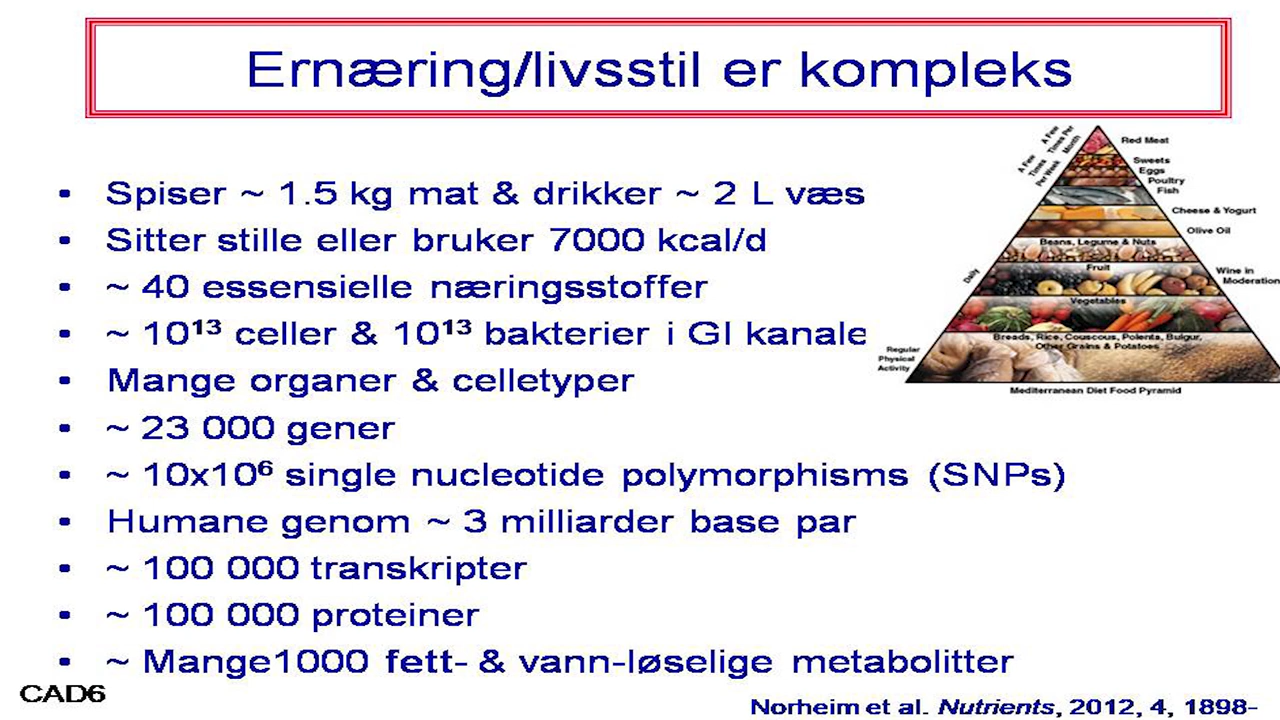 Ernæring/livsstil er kompleks
• Spiser ~ 1.5 kg mat & drikker ~ 2 L væs
• Sitter stille eller bruker 7000 kcal/d
• ~ 40 essensielle næringsstoffer
• ~ 10¹³ celler & 10¹³ bakterier i GI kanale
• Mange organer & celletyper
• ~ 23 000 gener
• ~ 10x10⁶ single nucleotide polymorphisms (SNPs)
• Humane genom ~ 3 milliarder base par
• ~ 100 000 transkripter
• ~ 100 000 proteiner
• ~ Mange1000 fett- & vann-løselige metabolitter
A Few
Times Per
Month
A Few
Times
Per Week
Daily
Regular
Physical
Activity
Red Meat
Sweets
Eggs
Poultry
Fish
Cheese & Yogurt
Olive Oil
Beans, Legume & Nuts
Fruit
Wine in
Moderation
Vegetables
Breads, Rice, Couscous, Polenta, Bulgur,
Other Grains & Potatoes
Mediterranean Diet Food Pyramid
CAD6
Norheim et al. Nutrients, 2012, 4, 1898-